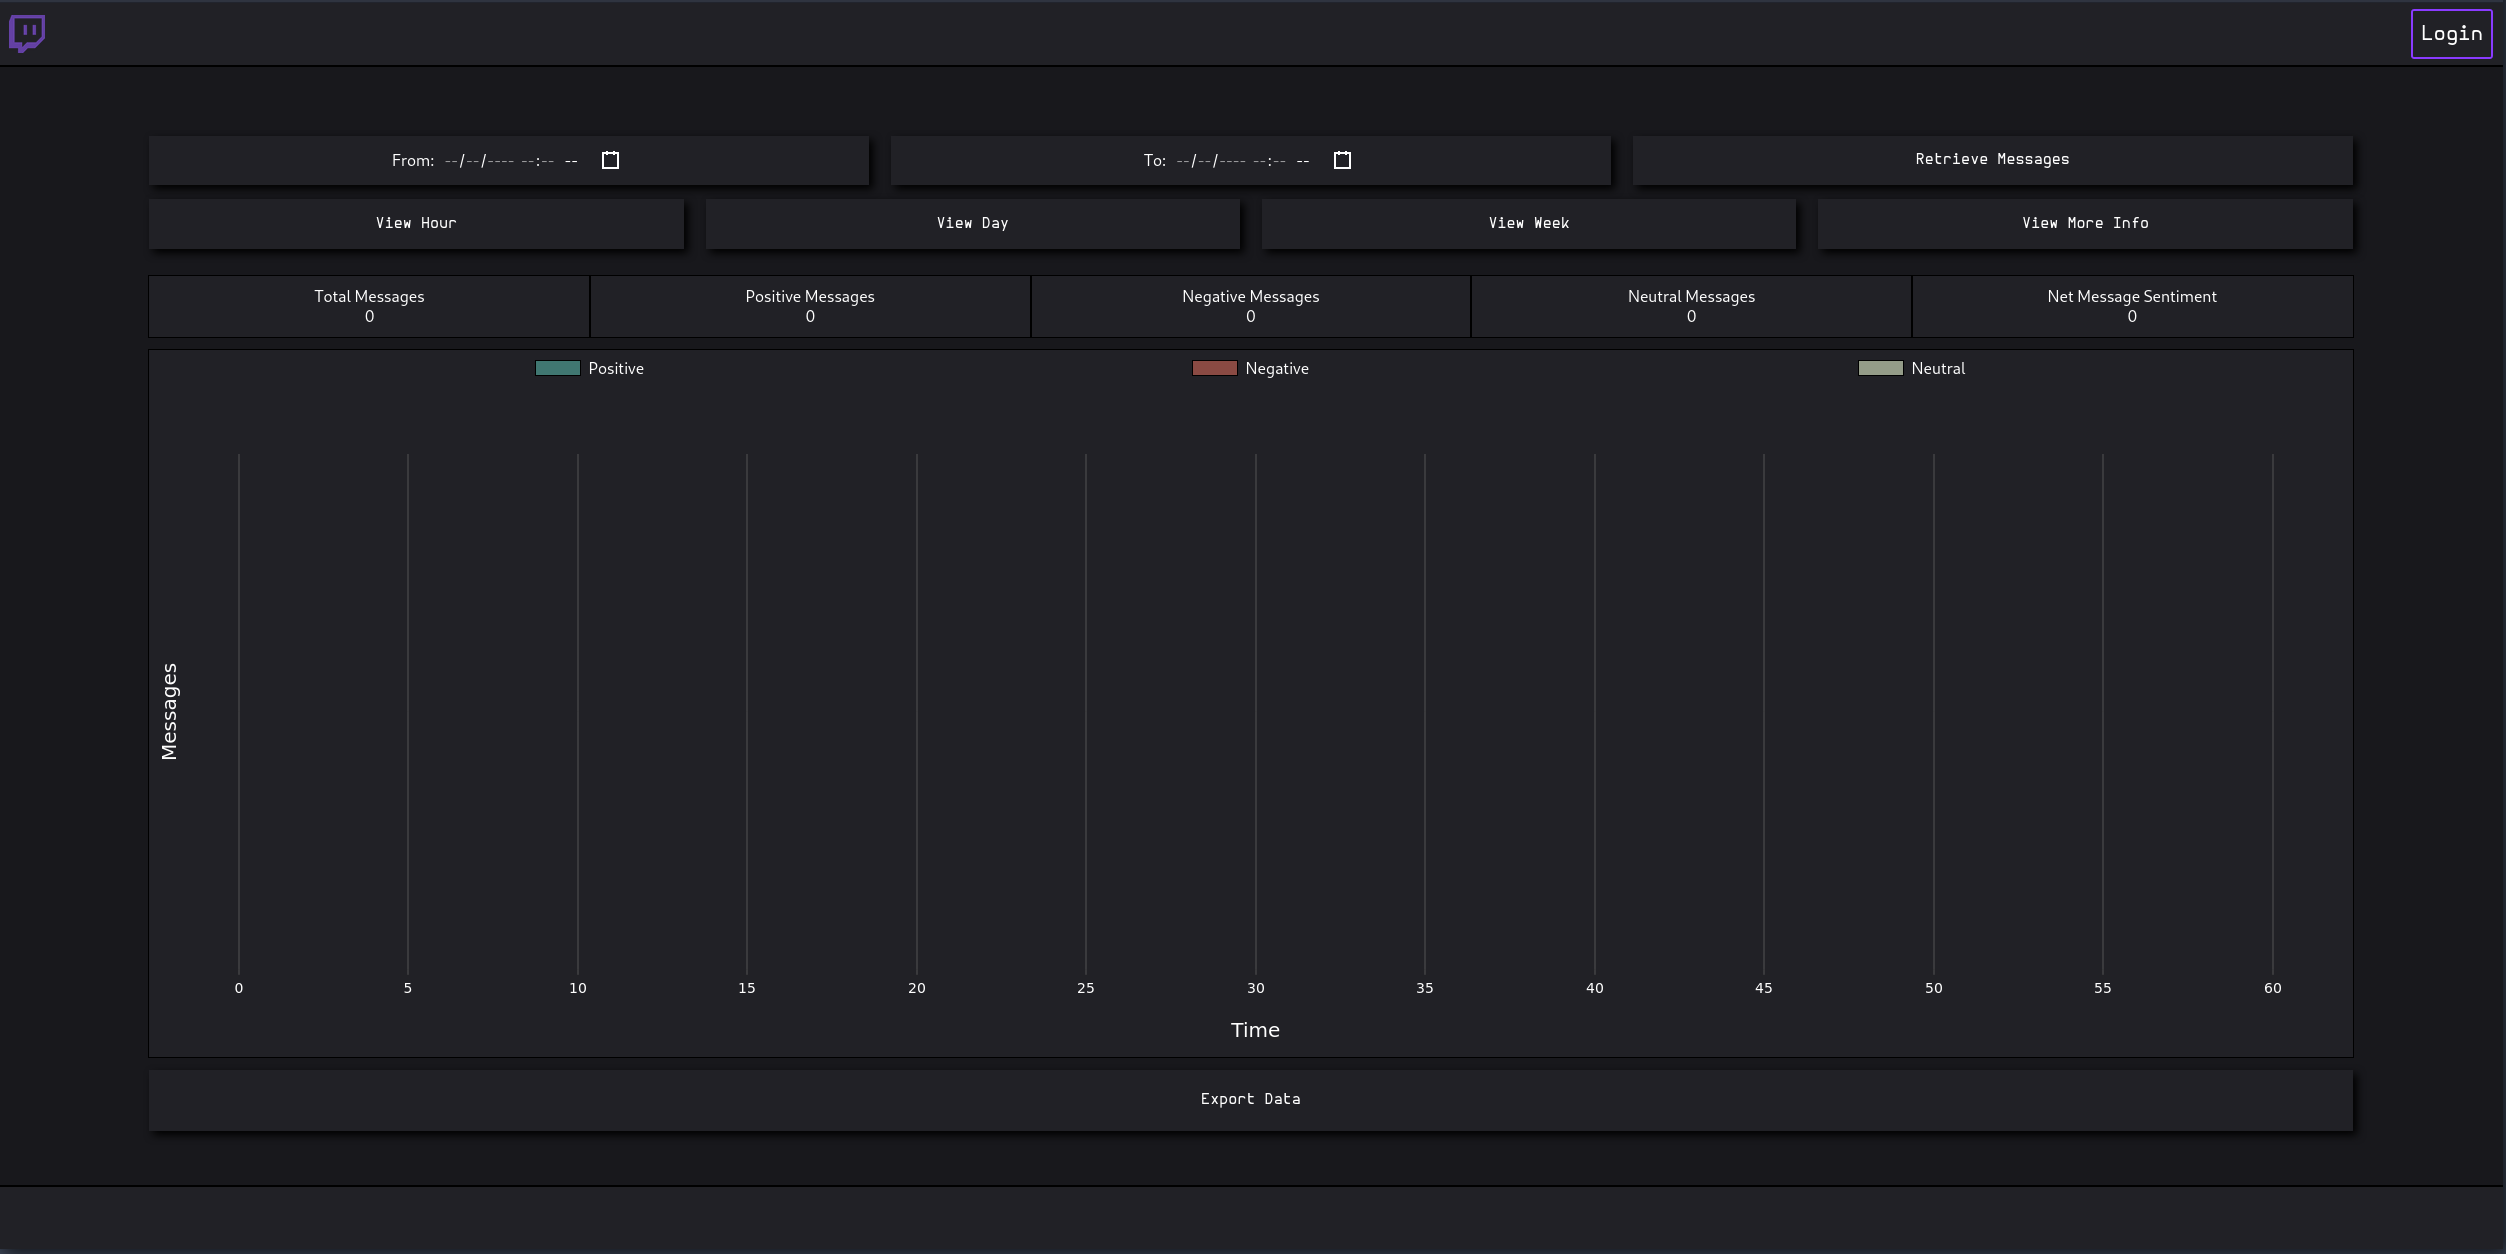 Login
From: --/--/---- --:-- --
To: --/--/---- --:-- --
Retrieve Messages
View Hour
View Day
View Week
View More Info
Total Messages
0
Positive Messages
0
Negative Messages
0
Neutral Messages
0
Net Message Sentiment
0
Positive
Negative
Neutral
Messages
0 5 10 15 20 25 30 35 40 45 50 55 60
Time
Export Data